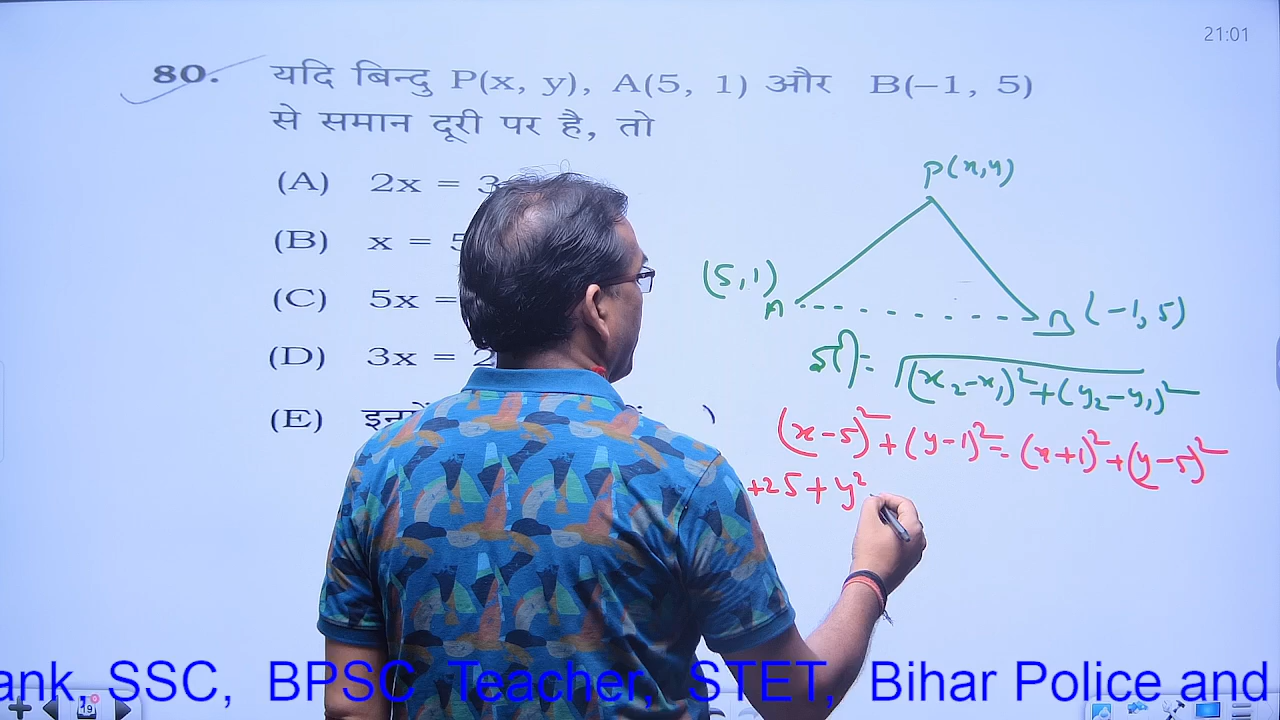 21:01
80. यदि बिन्दु P(x, y), A(5, 1) और B(–1, 5)
से समान दूरी पर है, तो
(A) 2x = 3
(B) x = 5
(C) 5x =
(D) 3x = 2
(E)
P(x,y)
(5,1)
A
B (-1,5)
= √(x₂-x₁)²+(y₂-y₁)²
(x-5)²+(y-1)²=(x+1)²+(y-5)²
+25+y²
SSC, BPSC Teacher, STET, Bihar Police and